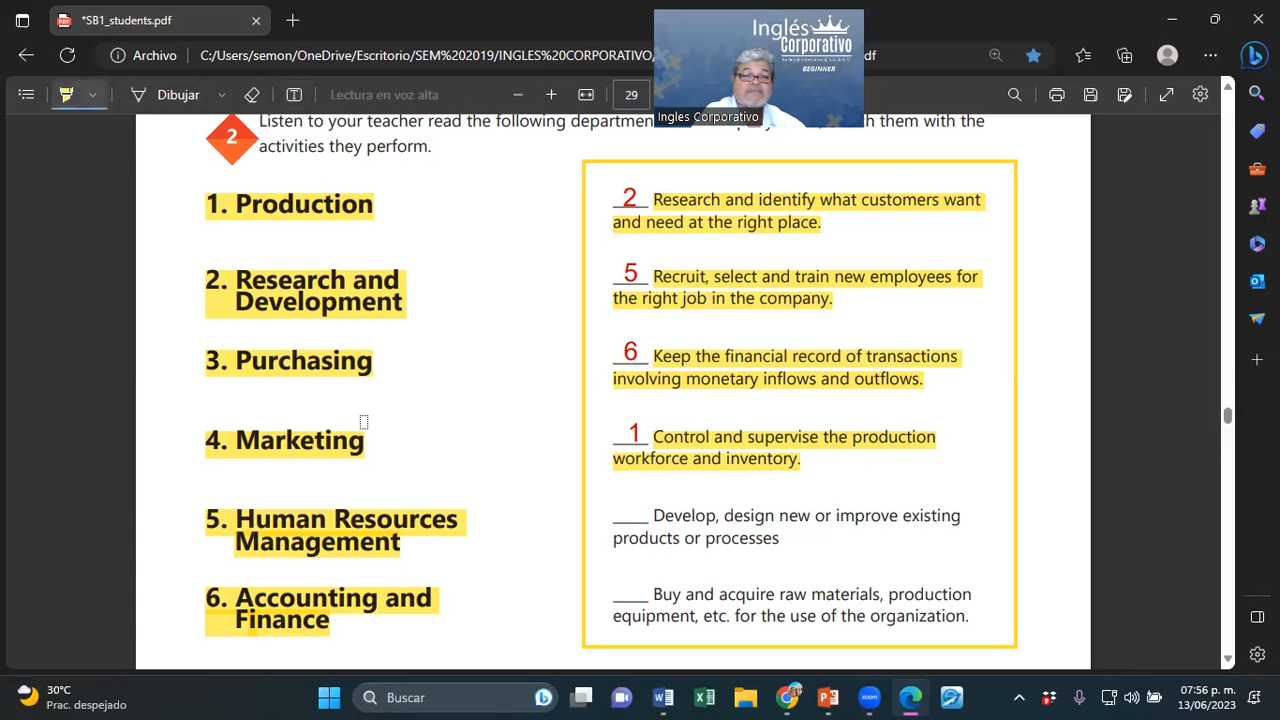 *SB1_students.pdf
C:/Users/semon/OneDrive/Escritorio/SEM%202019/INGLES%20CORPORATIVO/
df
Inglés
Corporativo
BEGINNER
Ingles Corporativo
Dibujar
Lectura en voz alta
29
2
Listen to your teacher read the following departmen
h them with the
activities they perform.
1. Production
2 Research and identify what customers want
and need at the right place.
2. Research and
Development
5 Recruit, select and train new employees for
the right job in the company.
3. Purchasing
6 Keep the financial record of transactions
involving monetary inflows and outflows.
4. Marketing
1 Control and supervise the production
workforce and inventory.
5. Human Resources
Management
____ Develop, design new or improve existing
products or processes
6. Accounting and
Finance
____ Buy and acquire raw materials, production
equipment, etc. for the use of the organization.
30°C
Prac. despejado
Buscar
07:56 p. m.
13/06/2023